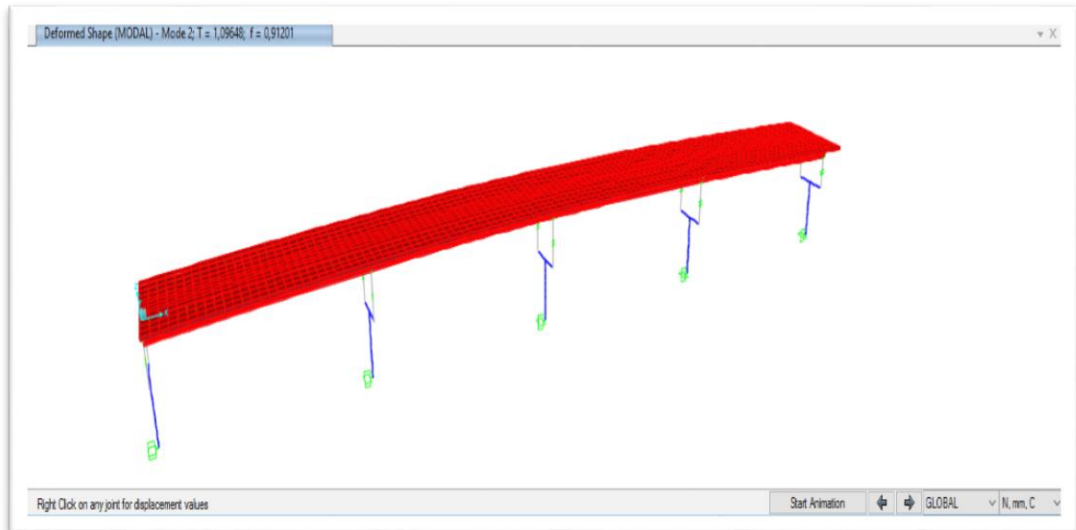 Deformed Shape (MODAL) - Mode 2; T = 1,09648; f = 0,91201
X
Right Click on any joint for displacement values
Start Animation
GLOBAL
N, mm, C